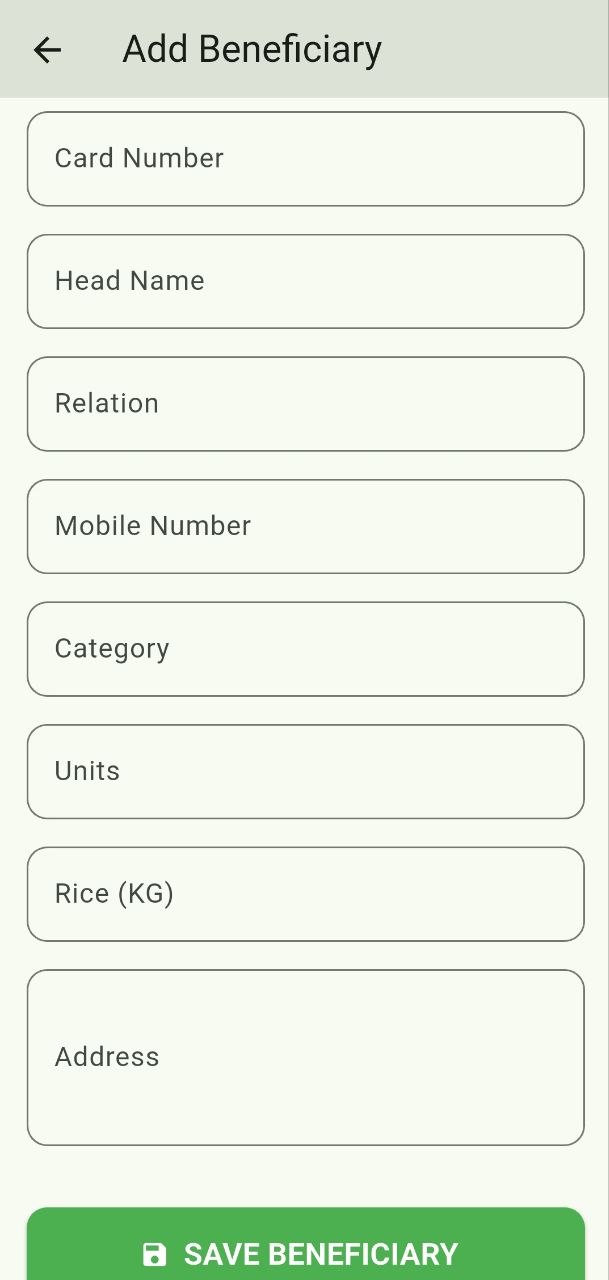 Add Beneficiary
Card Number
Head Name
Relation
Mobile Number
Category
Units
Rice (KG)
Address
SAVE BENEFICIARY